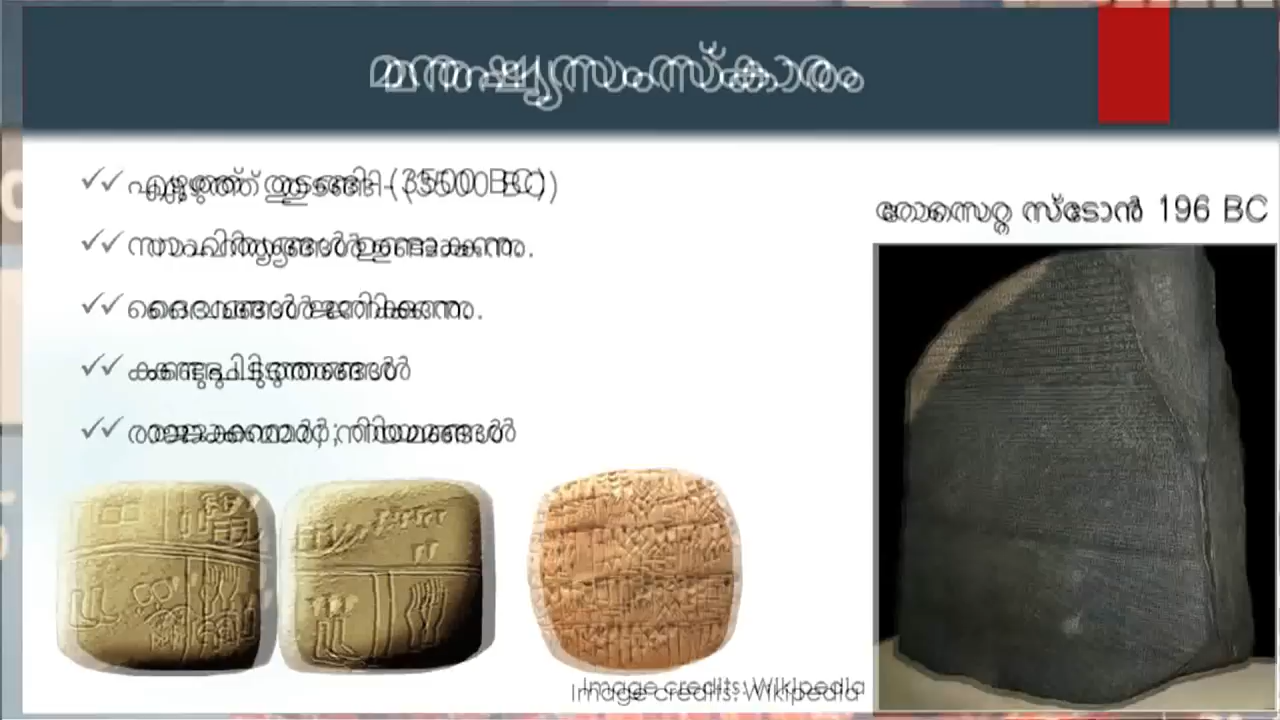 മനുഷ്യസംസ്കാരം
എഴുത്ത് തുടങ്ങി- (3500 BC)
സാഹിത്യങ്ങൾ ഉണ്ടാകുന്നു.
ദൈവങ്ങൾ ജനിക്കുന്നു.
കണ്ടുപിടുത്തങ്ങൾ
രാജാക്കന്മാർ; നിയമങ്ങൾ
റോസെറ്റ സ്ടോൺ 196 BC
Image credits: Wikipedia